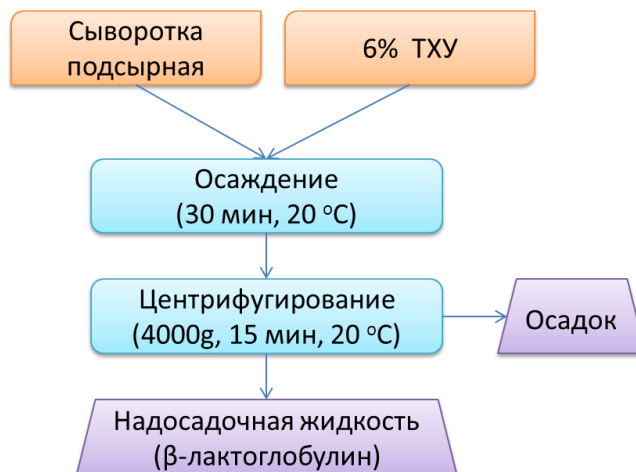 Сыворотка
подсырная
6% ТХУ
Осаждение
(30 мин, 20 °С)
Центрифугирование
(4000g, 15 мин, 20 °С)
Осадок
Надосадочная жидкость
(β-лактоглобулин)